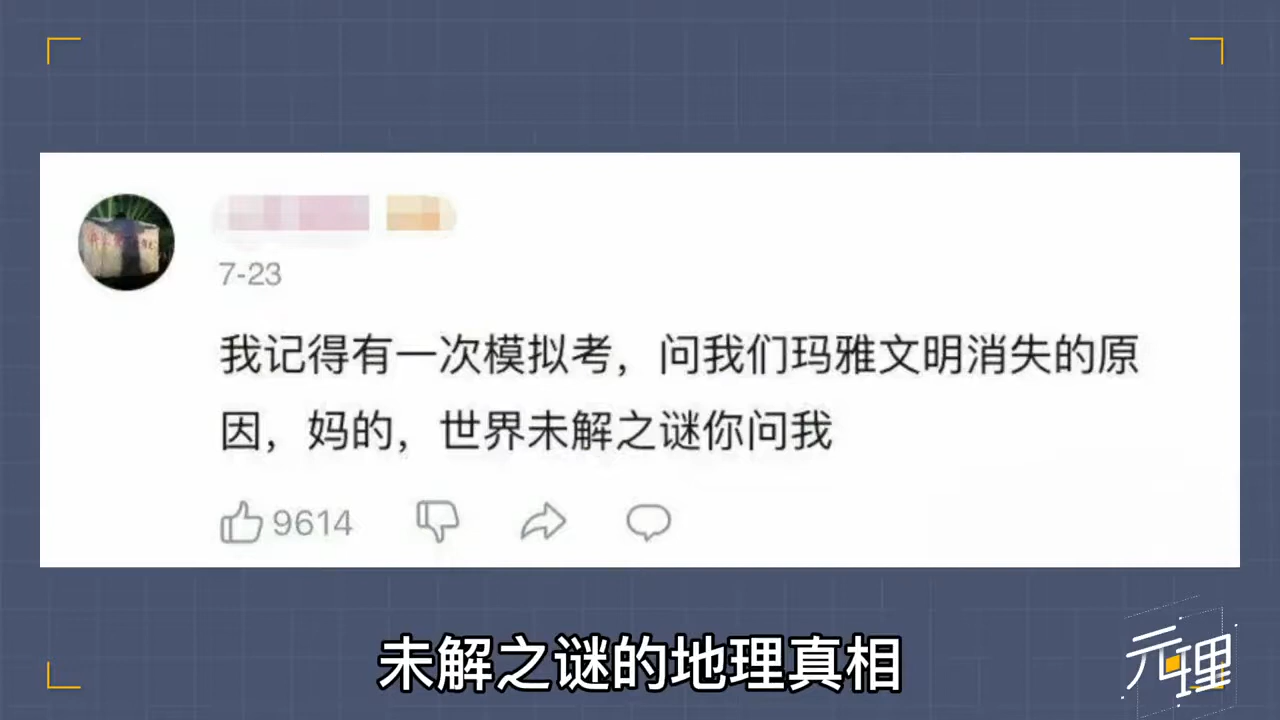 7-23
我记得有一次模拟考，问我们玛雅文明消失的原
因，妈的，世界未解之谜你问我
9614
未解之谜的地理真相
元理